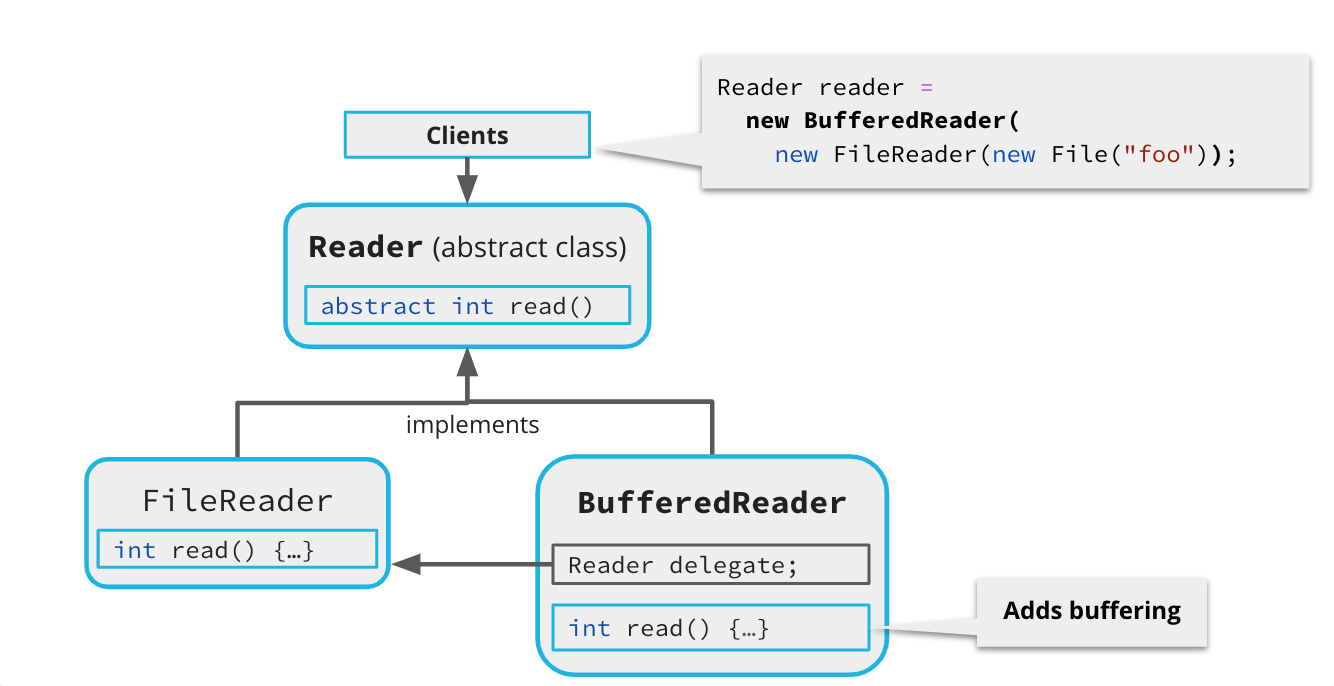 Reader reader =
new BufferedReader(
new FileReader(new File("foo"));
Clients
Reader (abstract class)
abstract int read()
implements
FileReader
int read() {…}
BufferedReader
Reader delegate;
int read() {…}
Adds buffering